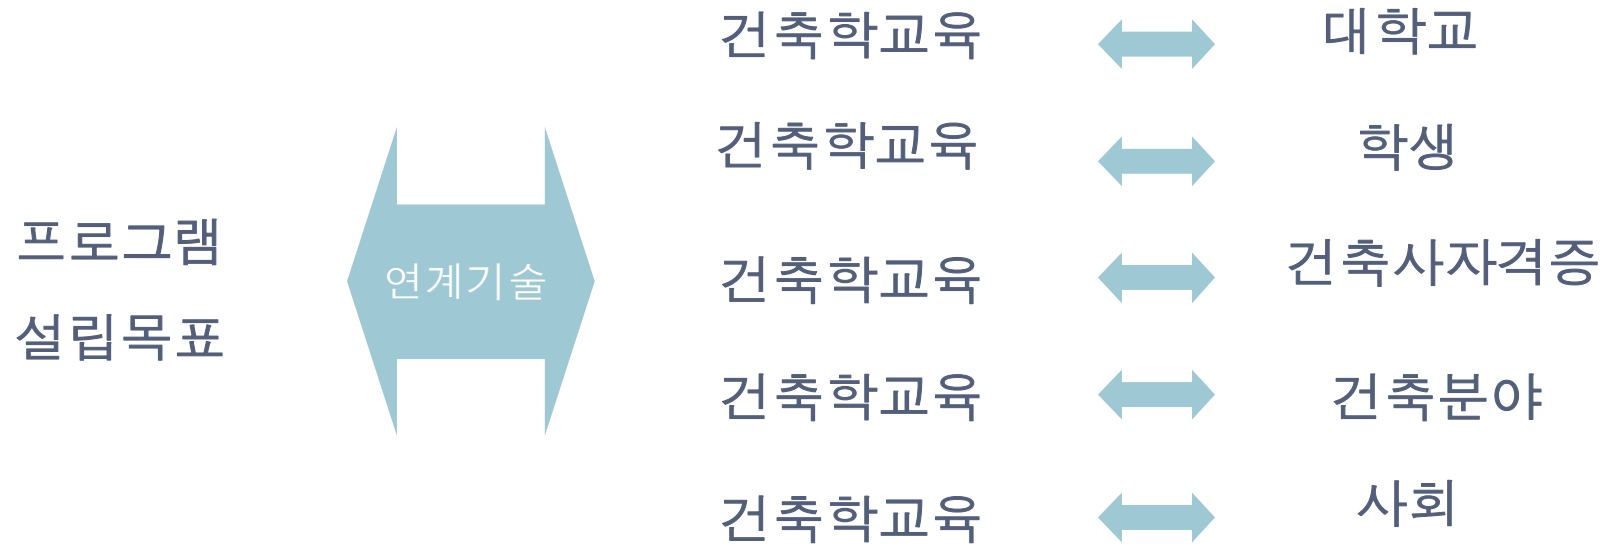 프로그램
설립목표
연계기술
건축학교육
대학교
건축학교육
학생
건축학교육
건축사자격증
건축학교육
건축분야
건축학교육
사회